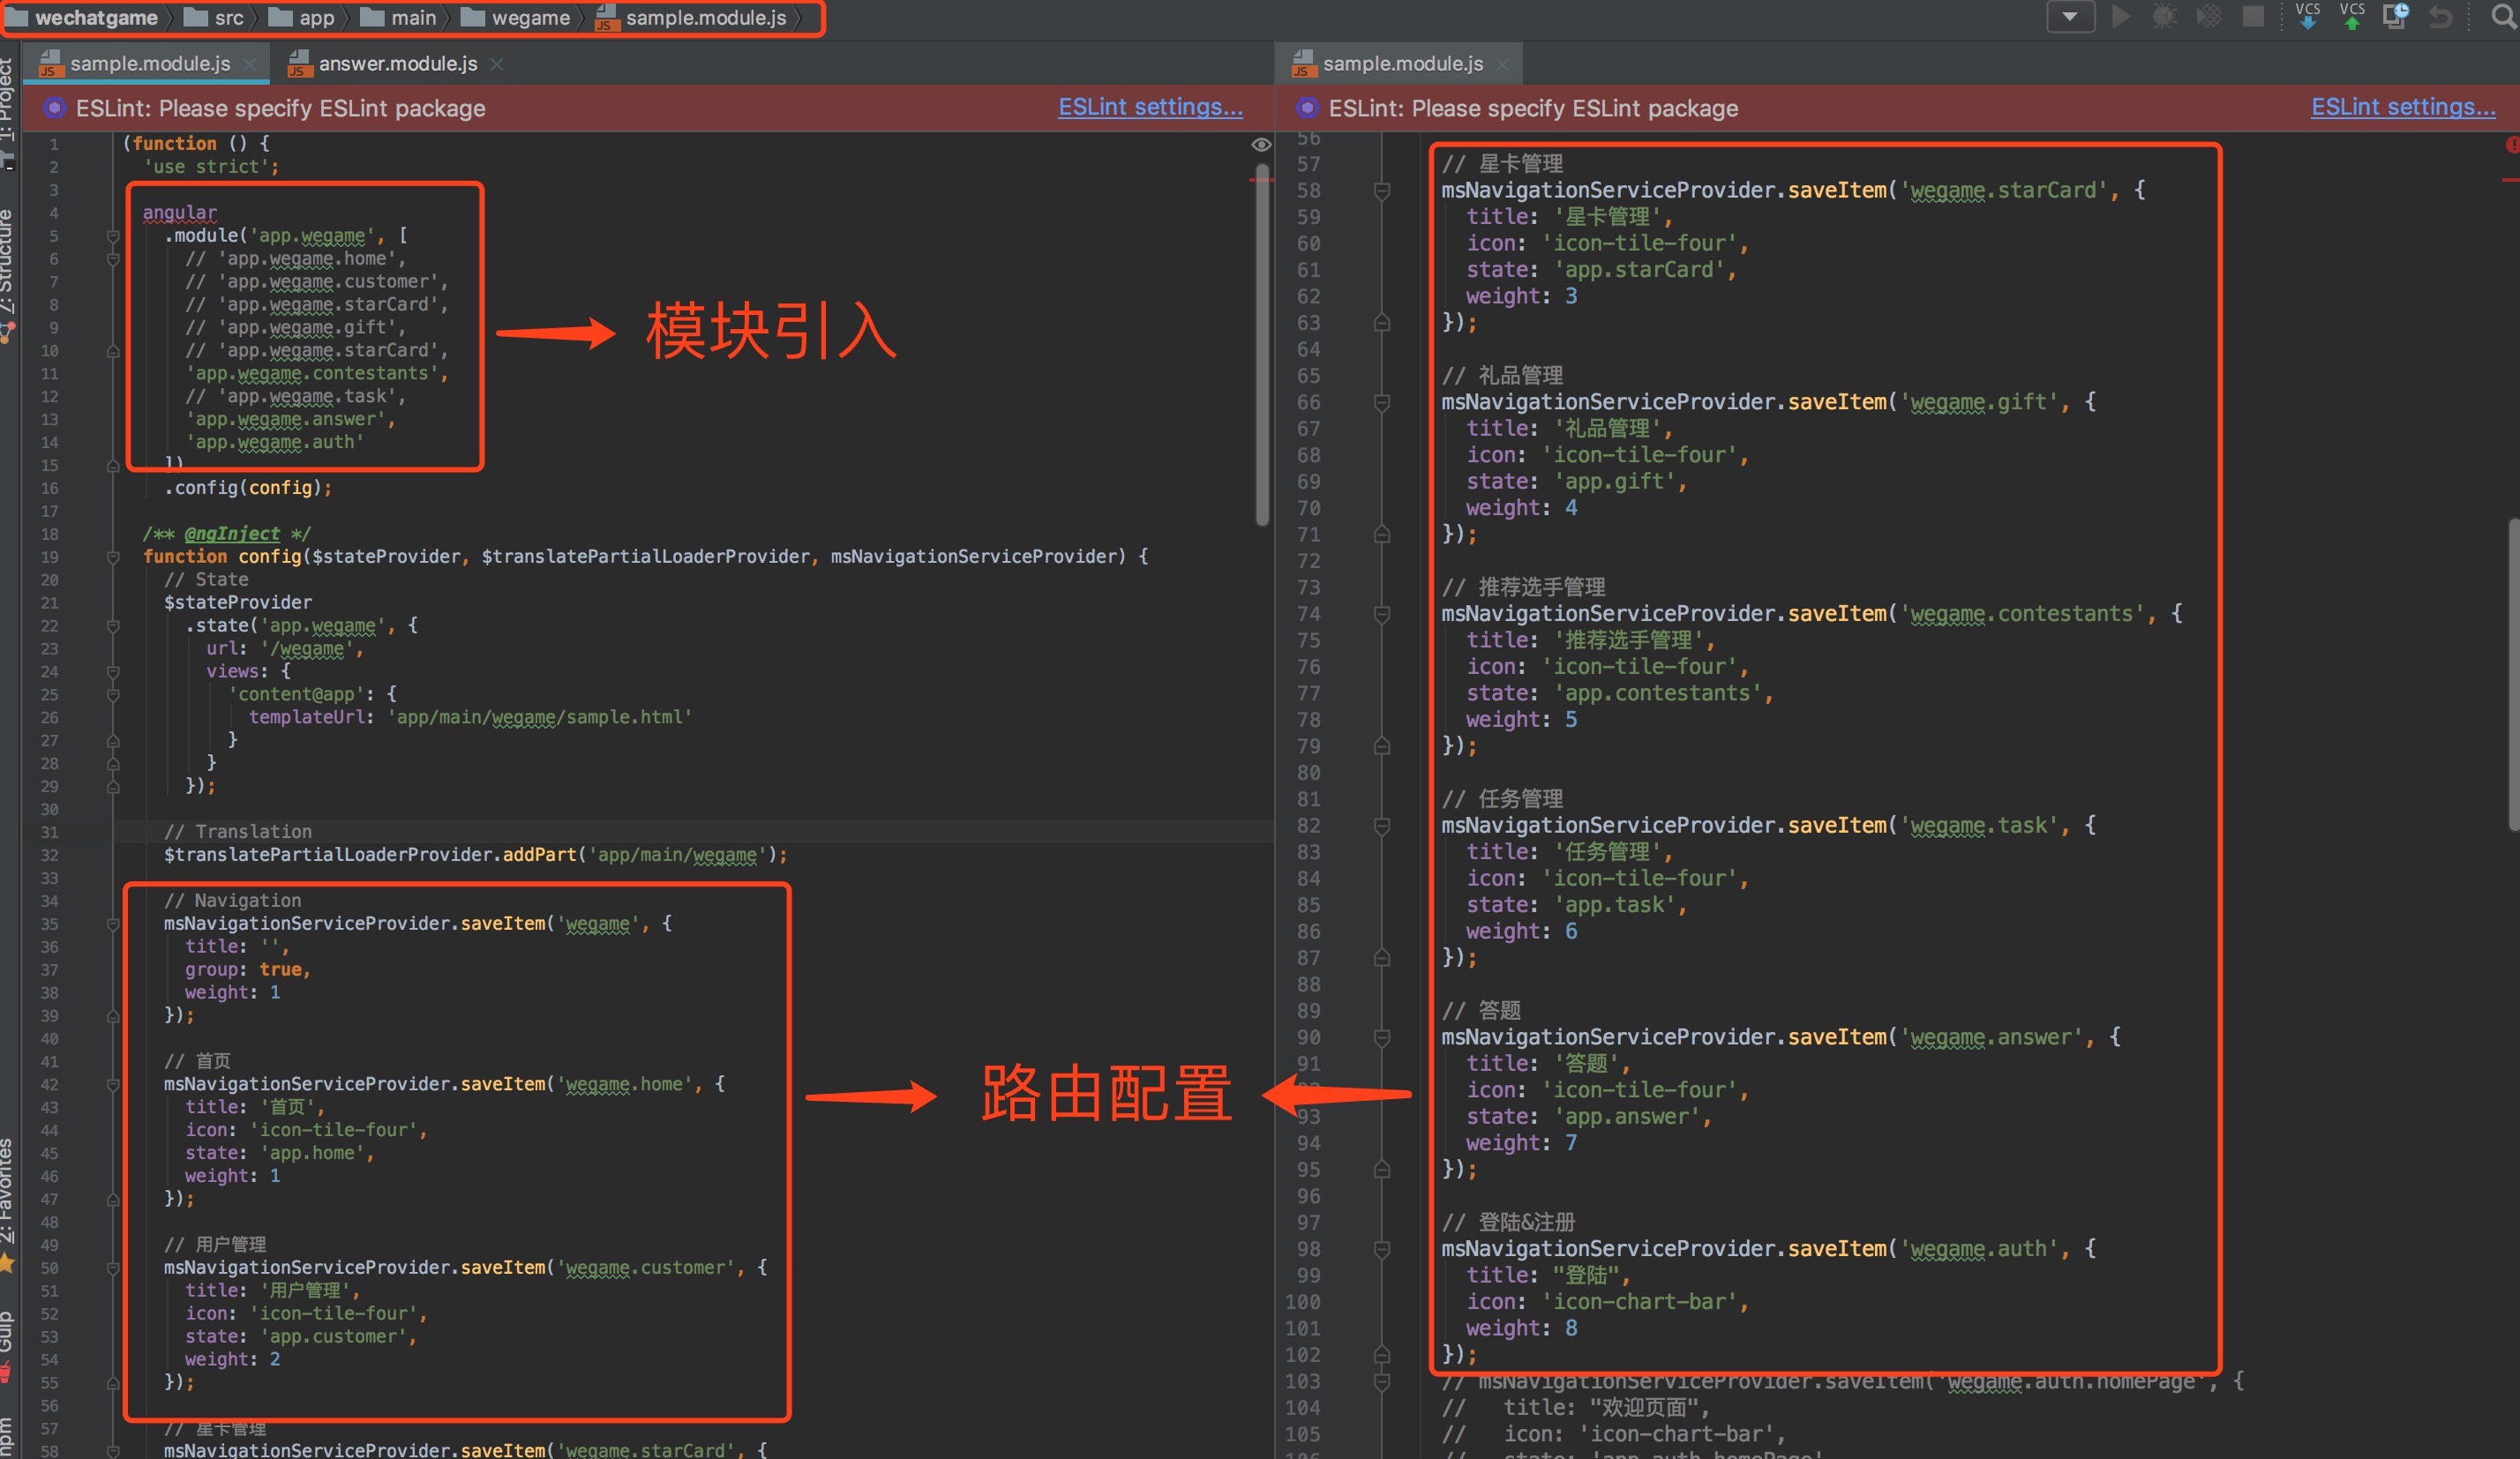 wechatgame src app main wegame sample.module.js
VCS VCS
1: Project
7: Structure
2: Favorites
Gulp
npm
sample.module.js answer.module.js
ESLint: Please specify ESLint package ESLint settings...
1 (function () {
2 'use strict';
3
4 angular
5 .module('app.wegame', [
6 // 'app.wegame.home',
7 // 'app.wegame.customer',
8 // 'app.wegame.starCard',
9 // 'app.wegame.gift',
10 // 'app.wegame.starCard',
11 'app.wegame.contestants',
12 // 'app.wegame.task',
13 'app.wegame.answer',
14 'app.wegame.auth'
15 ])
16 .config(config);
17
18 /** @ngInject */
19 function config($stateProvider, $translatePartialLoaderProvider, msNavigationServiceProvider) {
20 // State
21 $stateProvider
22 .state('app.wegame', {
23 url: '/wegame',
24 views: {
25 'content@app': {
26 templateUrl: 'app/main/wegame/sample.html'
27 }
28 }
29 });
30
31 // Translation
32 $translatePartialLoaderProvider.addPart('app/main/wegame');
33
34 // Navigation
35 msNavigationServiceProvider.saveItem('wegame', {
36 title: '',
37 group: true,
38 weight: 1
39 });
40
41 // 首页
42 msNavigationServiceProvider.saveItem('wegame.home', {
43 title: '首页',
44 icon: 'icon-tile-four',
45 state: 'app.home',
46 weight: 1
47 });
48
49 // 用户管理
50 msNavigationServiceProvider.saveItem('wegame.customer', {
51 title: '用户管理',
52 icon: 'icon-tile-four',
53 state: 'app.customer',
54 weight: 2
55 });
56
57 // 星卡管理
58 msNavigationServiceProvider.saveItem('wegame.starCard', {
模块引入
路由配置
sample.module.js
ESLint: Please specify ESLint package ESLint settings...
56
57 // 星卡管理
58 msNavigationServiceProvider.saveItem('wegame.starCard', {
59 title: '星卡管理',
60 icon: 'icon-tile-four',
61 state: 'app.starCard',
62 weight: 3
63 });
64
65 // 礼品管理
66 msNavigationServiceProvider.saveItem('wegame.gift', {
67 title: '礼品管理',
68 icon: 'icon-tile-four',
69 state: 'app.gift',
70 weight: 4
71 });
72
73 // 推荐选手管理
74 msNavigationServiceProvider.saveItem('wegame.contestants', {
75 title: '推荐选手管理',
76 icon: 'icon-tile-four',
77 state: 'app.contestants',
78 weight: 5
79 });
80
81 // 任务管理
82 msNavigationServiceProvider.saveItem('wegame.task', {
83 title: '任务管理',
84 icon: 'icon-tile-four',
85 state: 'app.task',
86 weight: 6
87 });
88
89 // 答题
90 msNavigationServiceProvider.saveItem('wegame.answer', {
91 title: '答题',
icon: 'icon-tile-four',
93 state: 'app.answer',
94 weight: 7
95 });
96
97 // 登陆&注册
98 msNavigationServiceProvider.saveItem('wegame.auth', {
99 title: "登陆",
100 icon: 'icon-chart-bar',
101 weight: 8
102 });
103 // msNavigationServiceProvider.saveItem('wegame.auth.homePage', {
104 // title: "欢迎页面",
105 // icon: 'icon-chart-bar',
106 // state: 'app.auth.homePage'